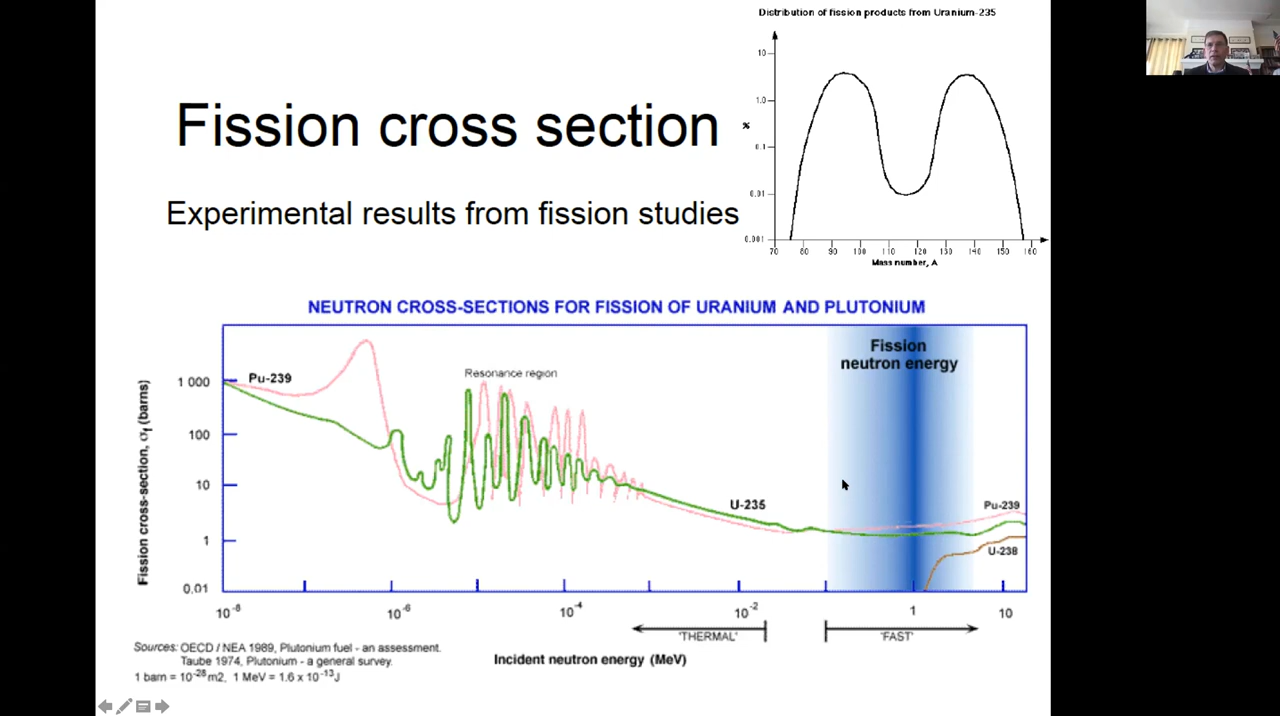 Distribution of fission products from Uranium-235
Fission cross section
Experimental results from fission studies
%
10
1.0
0.1
0.01
0.001
70 80 90 100 110 120 130 140 150 160
Mass number, A
NEUTRON CROSS-SECTIONS FOR FISSION OF URANIUM AND PLUTONIUM
Fission cross-section, σf (barns)
1 000
100
10
1
0.01
Pu-239
Resonance region
Fission
neutron energy
U-235
Pu-239
U-238
10-8 10-6 10-4 10-2 1 10
'THERMAL' 'FAST'
Incident neutron energy (MeV)
Sources: OECD / NEA 1989, Plutonium fuel - an assessment.
Taube 1974, Plutonium - a general survey.
1 barn = 10-28 m2, 1 MeV = 1.6 x 10-13 J